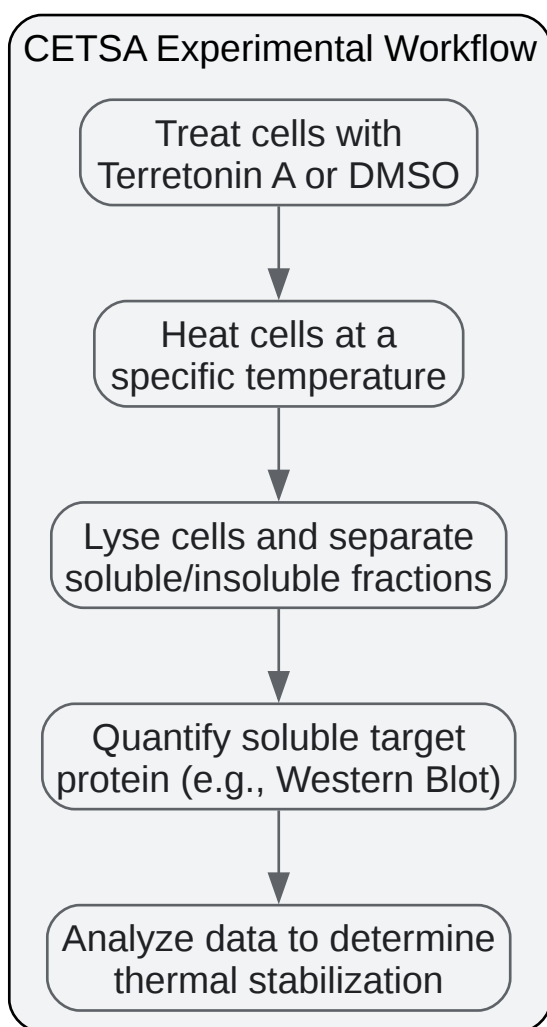 CETSA Experimental Workflow
Treat cells with
Terretonin A or DMSO
Heat cells at a
specific temperature
Lyse cells and separate
soluble/insoluble fractions
Quantify soluble target
protein (e.g., Western Blot)
Analyze data to determine
thermal stabilization